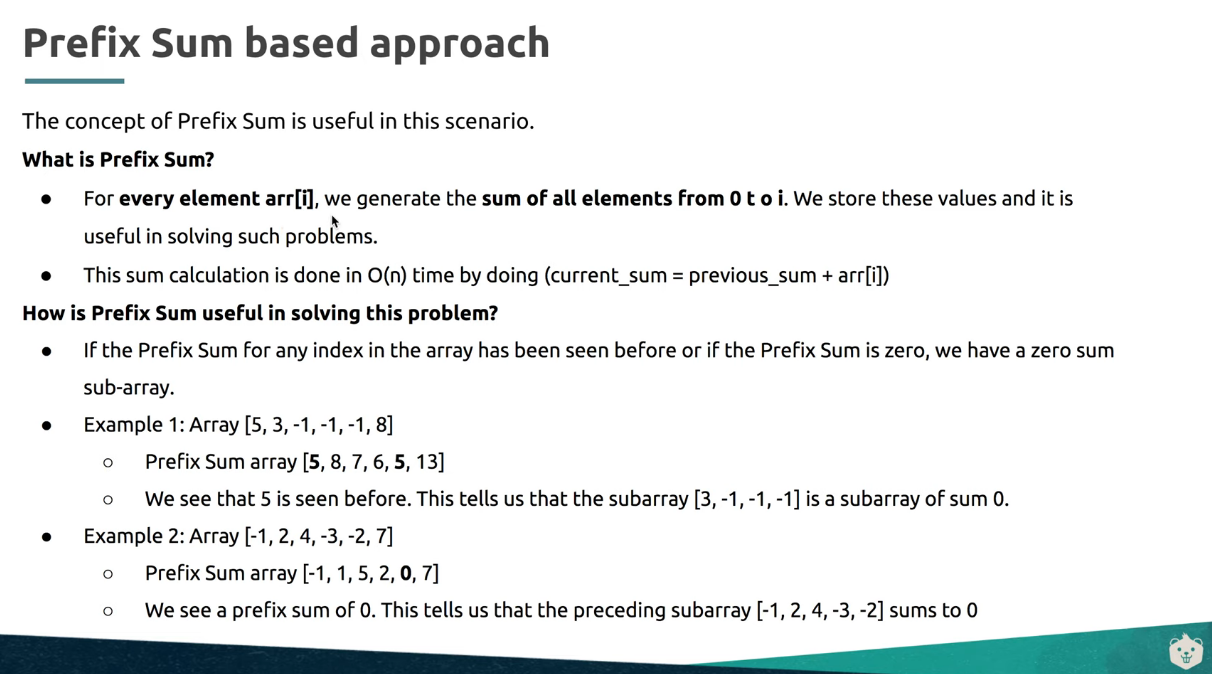 Prefix Sum based approach
The concept of Prefix Sum is useful in this scenario.
What is Prefix Sum?
● For every element arr[i], we generate the sum of all elements from 0 t o i. We store these values and it is
useful in solving such problems.
● This sum calculation is done in O(n) time by doing (current_sum = previous_sum + arr[i])
How is Prefix Sum useful in solving this problem?
● If the Prefix Sum for any index in the array has been seen before or if the Prefix Sum is zero, we have a zero sum
sub-array.
● Example 1: Array [5, 3, -1, -1, -1, 8]
○ Prefix Sum array [5, 8, 7, 6, 5, 13]
○ We see that 5 is seen before. This tells us that the subarray [3, -1, -1, -1] is a subarray of sum 0.
● Example 2: Array [-1, 2, 4, -3, -2, 7]
○ Prefix Sum array [-1, 1, 5, 2, 0, 7]
○ We see a prefix sum of 0. This tells us that the preceding subarray [-1, 2, 4, -3, -2] sums to 0